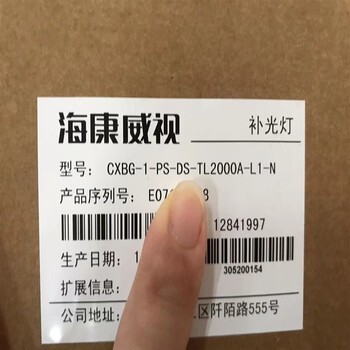 海康威视 补光灯
型号： CXBG-1-PS-DS-TL2000A-L1-N
产品序列号： E07 8
12841997
生产日期： 1
305200154
扩展信息：
公司地址： 区阡陌路555号